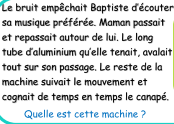 Le bruit empêchait Baptiste d'écouter
sa musique préférée. Maman passait
et repassait autour de lui. Le long
tube d'aluminium qu'elle tenait, avalait
tout sur son passage. Le reste de la
machine suivait le mouvement et
cognait de temps en temps le canapé.
Quelle est cette machine ?